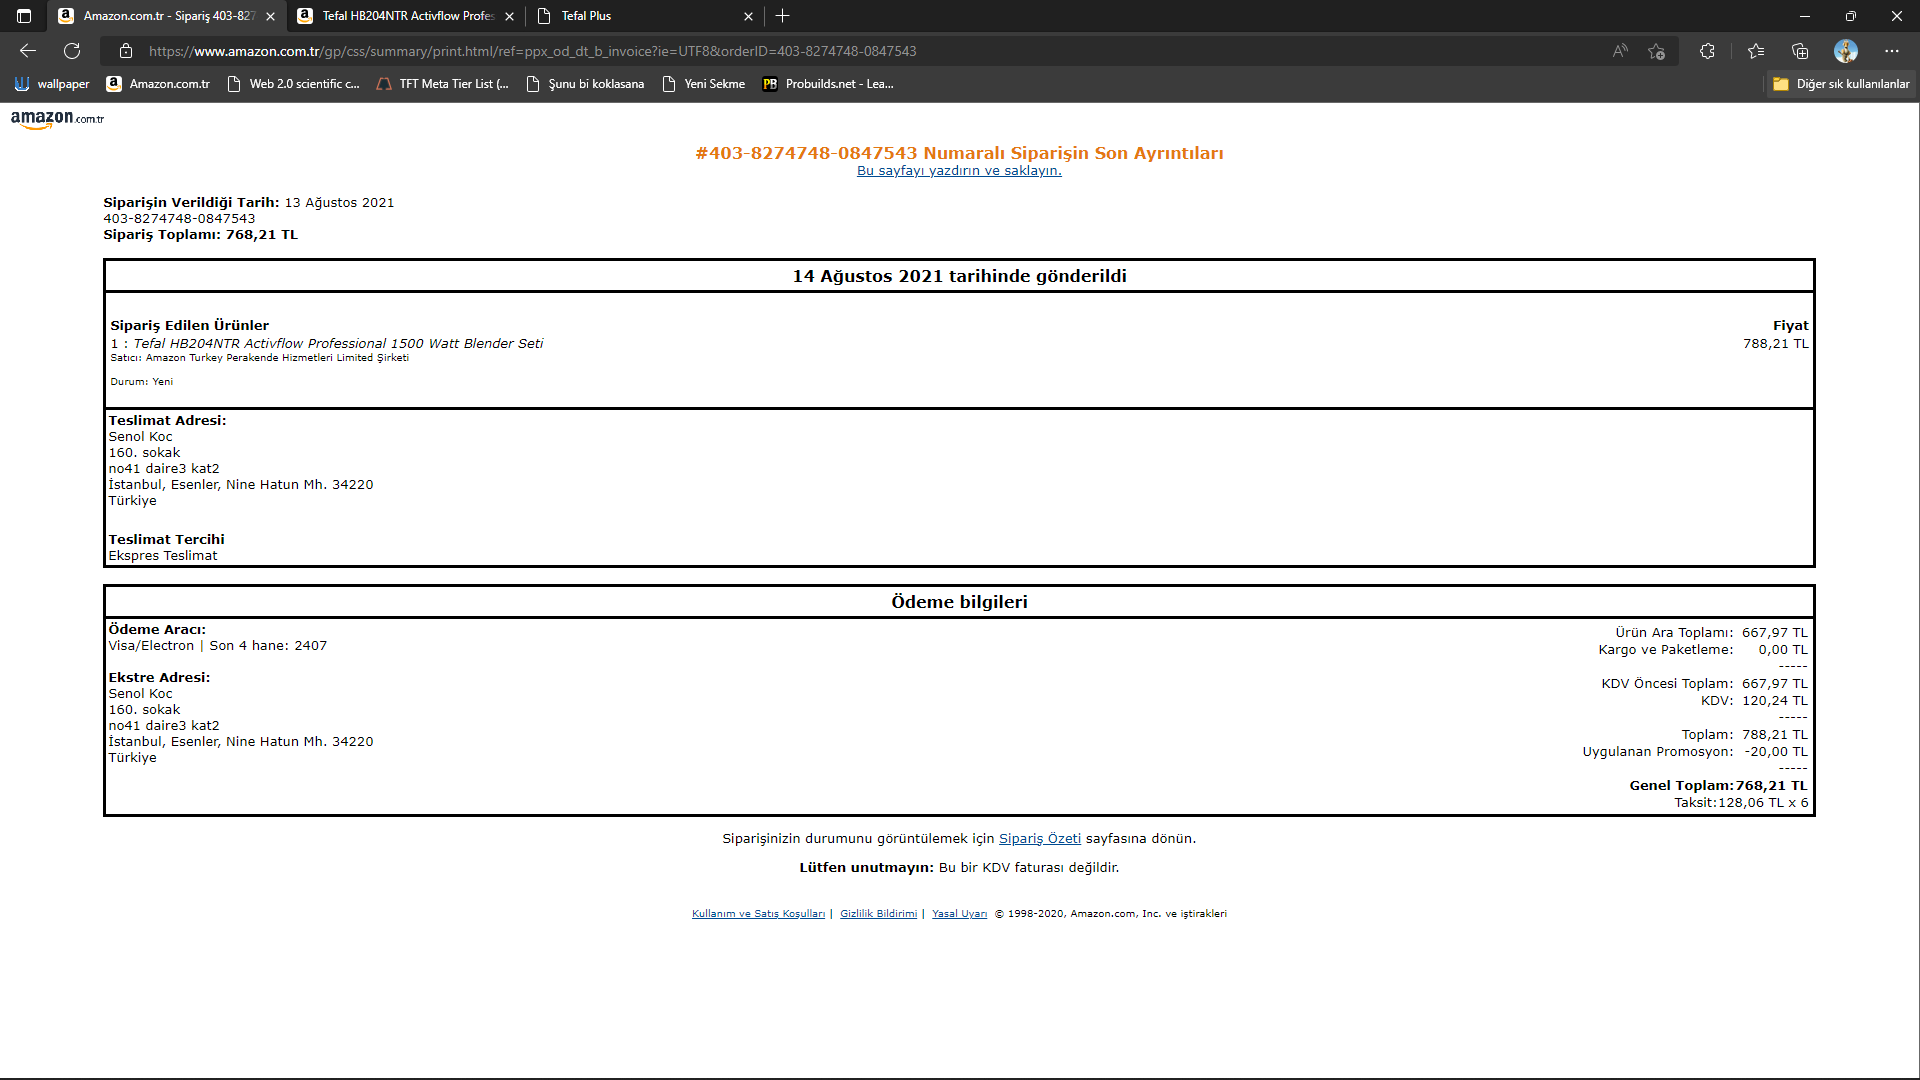 Amazon.com.tr - Sipariş 403-827
Tefal HB204NTR Activflow Profes
Tefal Plus
https://www.amazon.com.tr/gp/css/summary/print.html/ref=ppx_od_dt_b_invoice?ie=UTF8&orderID=403-8274748-0847543
wallpaper
Amazon.com.tr
Web 2.0 scientific c...
TFT Meta Tier List (...
Şunu bi koklasana
Yeni Sekme
PB
Probuilds.net - Lea...
Diğer sık kullanılanlar
amazon.com.tr
#403-8274748-0847543 Numaralı Siparişin Son Ayrıntıları
Bu sayfayı yazdırın ve saklayın.
Siparişin Verildiği Tarih: 13 Ağustos 2021
403-8274748-0847543
Sipariş Toplamı: 768,21 TL
14 Ağustos 2021 tarihinde gönderildi
Sipariş Edilen Ürünler Fiyat
1 : Tefal HB204NTR Activflow Professional 1500 Watt Blender Seti 788,21 TL
Satıcı: Amazon Turkey Perakende Hizmetleri Limited Şirketi
Durum: Yeni
Teslimat Adresi:
Senol Koc
160. sokak
no41 daire3 kat2
İstanbul, Esenler, Nine Hatun Mh. 34220
Türkiye
Teslimat Tercihi
Ekspres Teslimat
Ödeme bilgileri
Ödeme Aracı:
Visa/Electron | Son 4 hane: 2407
Ekstre Adresi:
Senol Koc
160. sokak
no41 daire3 kat2
İstanbul, Esenler, Nine Hatun Mh. 34220
Türkiye
Ürün Ara Toplamı: 667,97 TL
Kargo ve Paketleme: 0,00 TL
-----
KDV Öncesi Toplam: 667,97 TL
KDV: 120,24 TL
-----
Toplam: 788,21 TL
Uygulanan Promosyon: -20,00 TL
-----
Genel Toplam:768,21 TL
Taksit:128,06 TL x 6
Siparişinizin durumunu görüntülemek için Sipariş Özeti sayfasına dönün.
Lütfen unutmayın: Bu bir KDV faturası değildir.
Kullanım ve Satış Koşulları | Gizlilik Bildirimi | Yasal Uyarı © 1998-2020, Amazon.com, Inc. ve iştirakleri